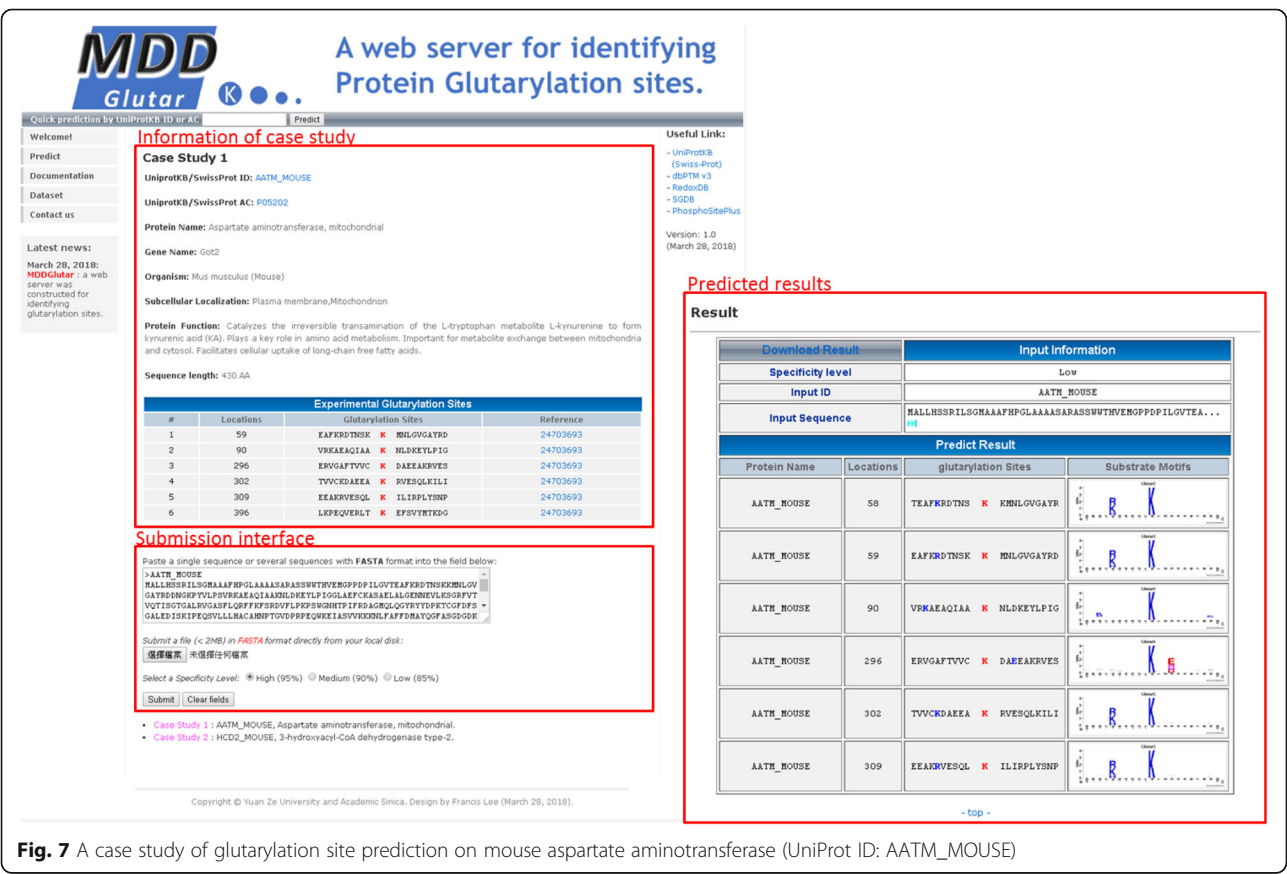 MDD
Glutar
K
A web server for identifying
Protein Glutarylation sites.
Quick prediction by UniProtKB ID or AC
Predict
Welcome!
Predict
Documentation
Dataset
Contact us
Latest news:
March 28, 2018:
MDDGlutar : a web
server was
constructed for
identifying
glutarylation sites.
Information of case study
Case Study 1
UniprotKB/SwissProt ID: AATM_MOUSE
UniprotKB/SwissProt AC: P05202
Protein Name: Aspartate aminotransferase, mitochondrial
Gene Name: Got2
Organism: Mus musculus (Mouse)
Subcellular Localization: Plasma membrane,Mitochondrion
Protein Function: Catalyzes the irreversible transamination of the L-tryptophan metabolite L-kynurenine to form
kynurenic acid (KA). Plays a key role in amino acid metabolism. Important for metabolite exchange between mitochondria
and cytosol. Facilitates cellular uptake of long-chain free fatty acids.
Sequence length: 430 AA
Experimental Glutarylation Sites
# Locations Glutarylation Sites Reference
1 59 EAFKRDTNSK K MNLGVGAYRD 24703693
2 90 VRKAEAQIAA K NLDKEYLPIG 24703693
3 296 ERVGAFTVVC K DAEEAKRVES 24703693
4 302 TVVCKDAEEA K RVESQLKILI 24703693
5 309 EEAKRVESQL K ILIRPLYSNP 24703693
6 396 LKPEQVERLT K EFSVYMTKDG 24703693
Submission interface
Paste a single sequence or several sequences with FASTA format into the field below:
>AATM_MOUSE
MALLHSSRILSGMAAAFHPGLAAAASARASSWWTHVEMGPPDPILGVTEAFKRDTNSKKMNLGV
GAYRDDNGKPYVLPSVRKAEAQIAAKNLDKEYLPIGGLAEFCKASAELALGENNEVLKSGRFVT
VQTISGTGALRVGASFLQRFFKFSRDVFLPKPSWGNHTPIFRDAGMQLQGYRYYDPKTCGFDFS
GALEDISKIPEQSVLLLHACAHNPTGVDPRPEQWKEIASVVKKKNLFAFFDMAYQGFASGDGDK
Submit a file (< 2MB) in FASTA format directly from your local disk:
選擇檔案 未選擇任何檔案
Select a Specificity Level: High (95%) Medium (90%) Low (85%)
Submit Clear fields
Case Study 1 : AATM_MOUSE, Aspartate aminotransferase, mitochondrial.
Case Study 2 : HCD2_MOUSE, 3-hydroxyacyl-CoA dehydrogenase type-2.
Copyright © Yuan Ze University and Academic Sinica. Design by Francis Lee (March 28, 2018).
Useful Link:
- UniProtKB
(Swiss-Prot)
- dbPTM v3
- RedoxDB
- SGDB
- PhosphoSitePlus
Version: 1.0
(March 28, 2018)
Predicted results
Result
Download Result Input Information
Specificity level Low
Input ID AATM_MOUSE
Input Sequence MALLHSSRILSGMAAAFHPGLAAAASARASSWWTHVEMGPPDPILGVTEA...
Predict Result
Protein Name Locations glutarylation Sites Substrate Motifs
AATM_MOUSE 58 TEAFKRDTNS K KMNLGVGAYR
AATM_MOUSE 59 EAFKRDTNSK K MNLGVGAYRD
AATM_MOUSE 90 VRKAEAQIAA K NLDKEYLPIG
AATM_MOUSE 296 ERVGAFTVVC K DAEEAKRVES
AATM_MOUSE 302 TVVCKDAEEA K RVESQLKILI
AATM_MOUSE 309 EEAKRVESQL K ILIRPLYSNP
- top -
Fig. 7 A case study of glutarylation site prediction on mouse aspartate aminotransferase (UniProt ID: AATM_MOUSE)